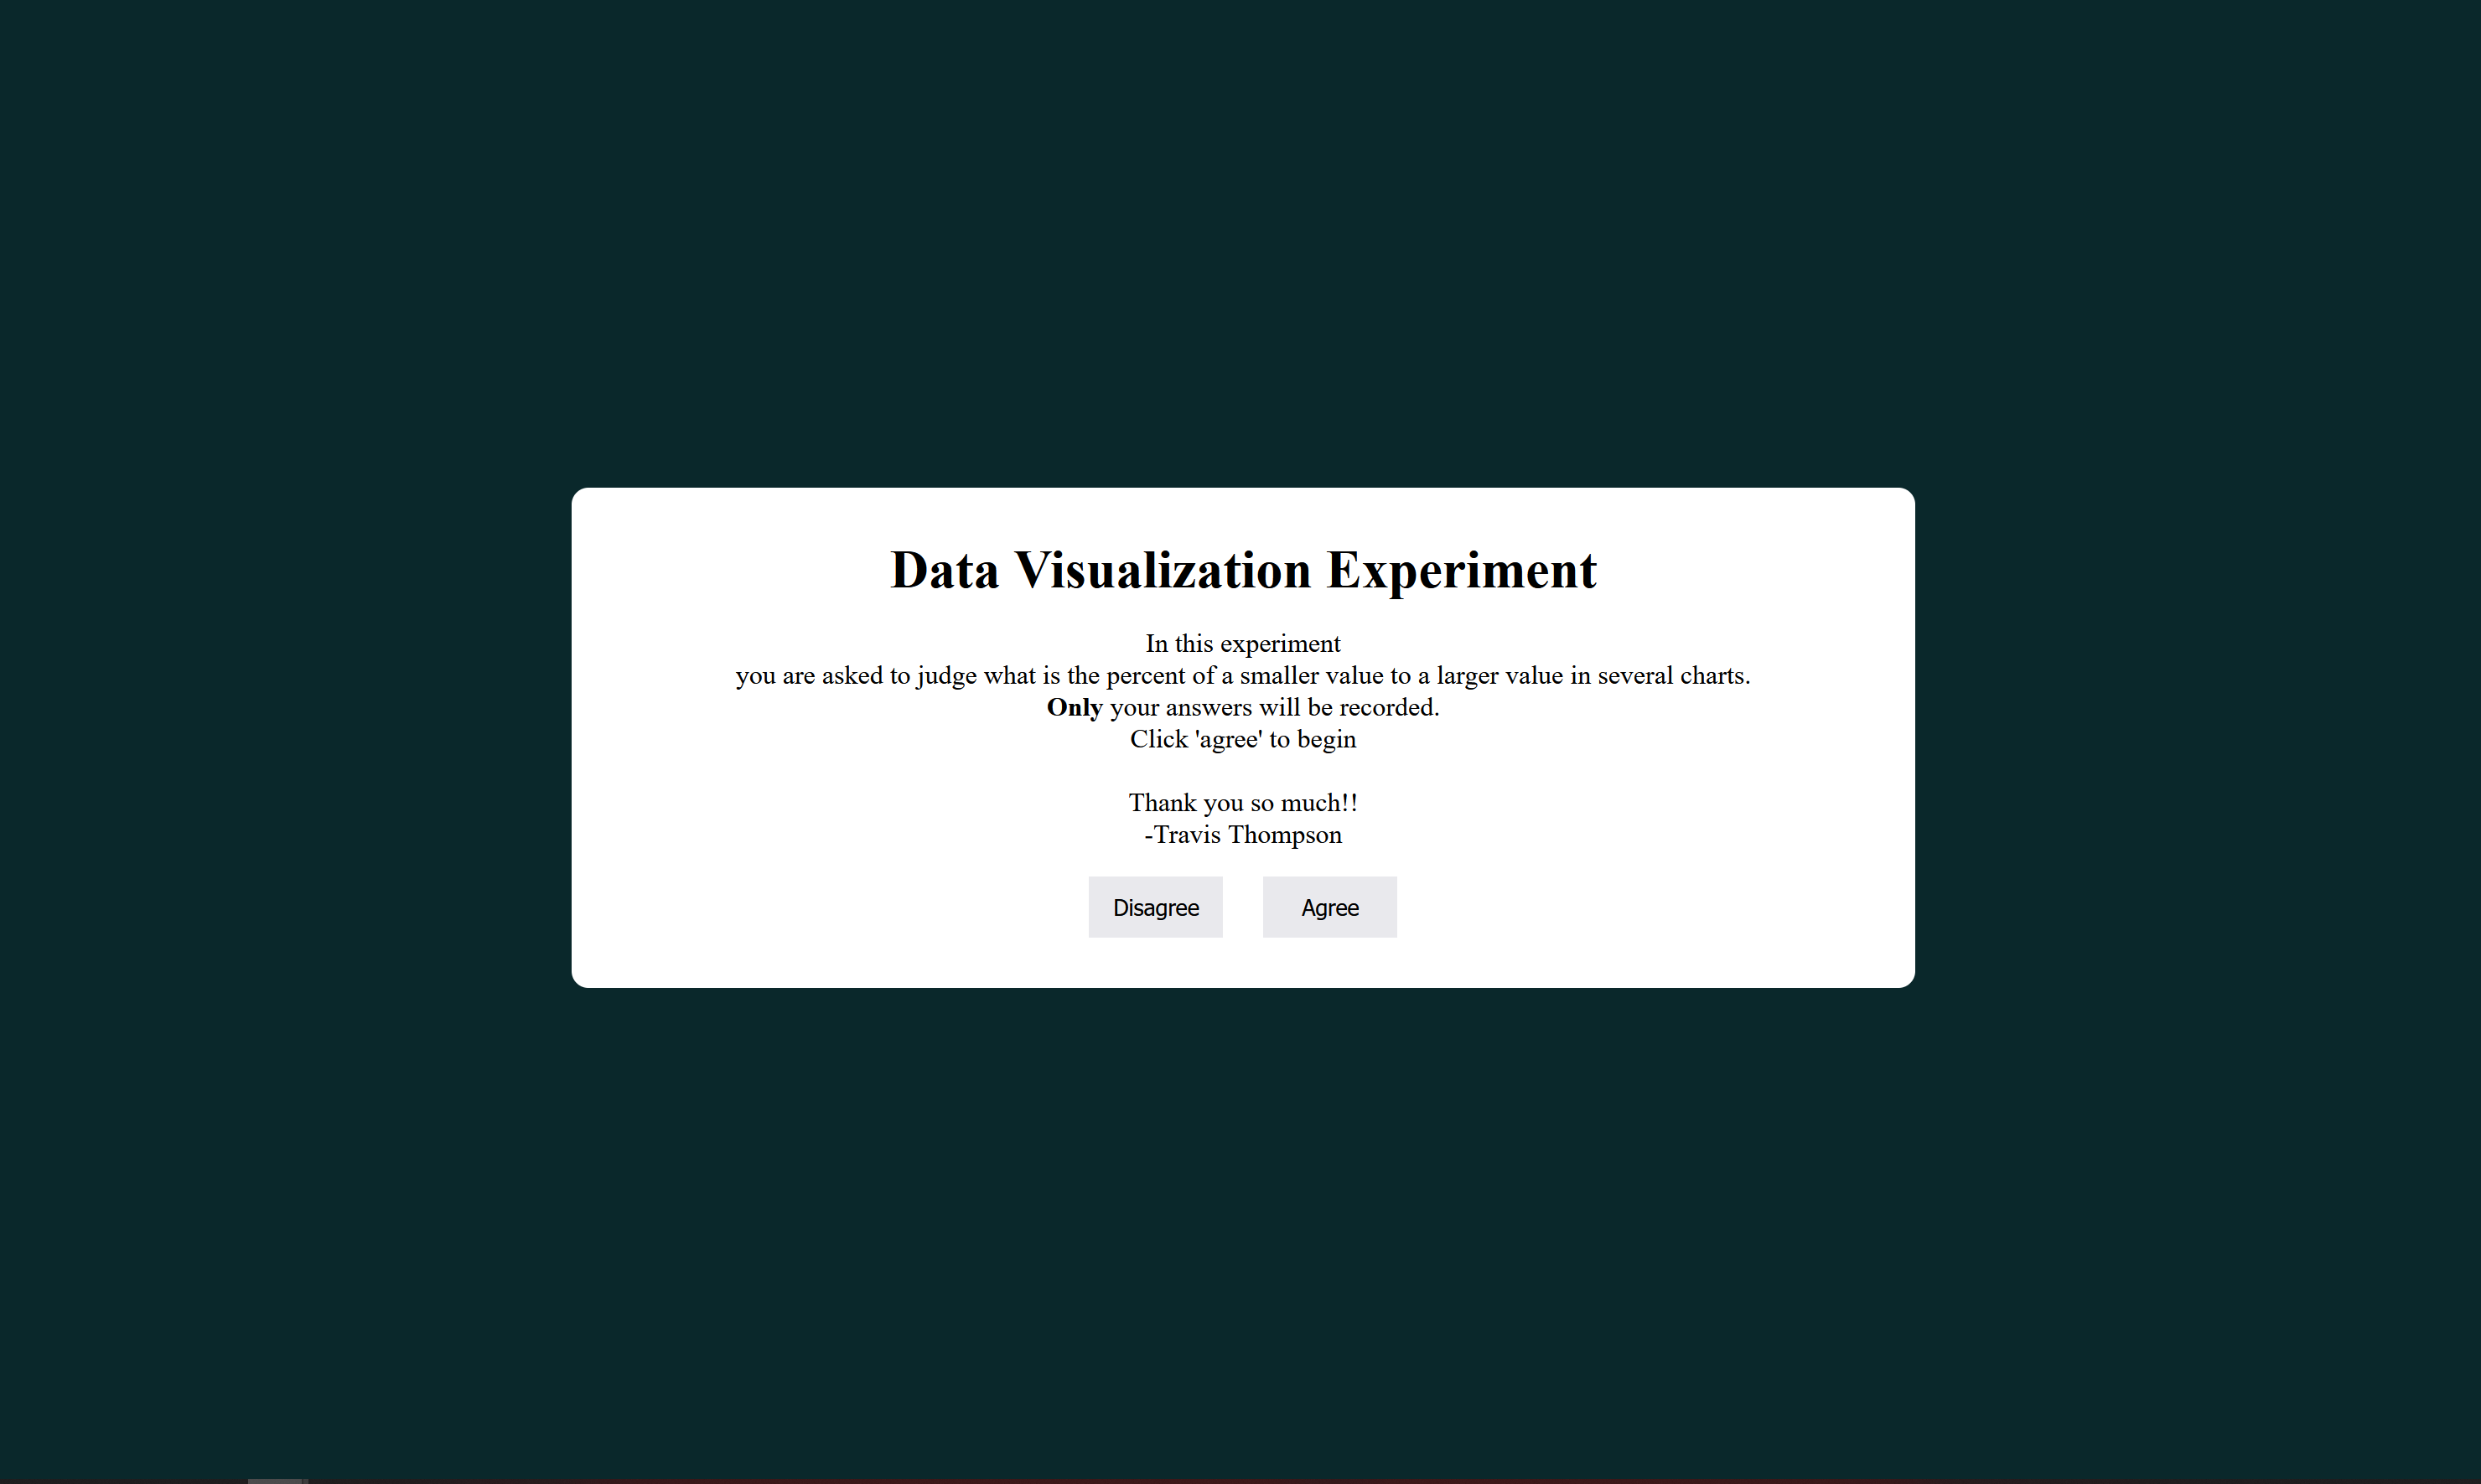 Data Visualization Experiment
In this experiment
you are asked to judge what is the percent of a smaller value to a larger value in several charts.
Only your answers will be recorded.
Click 'agree' to begin
Thank you so much!!
-Travis Thompson
Disagree
Agree